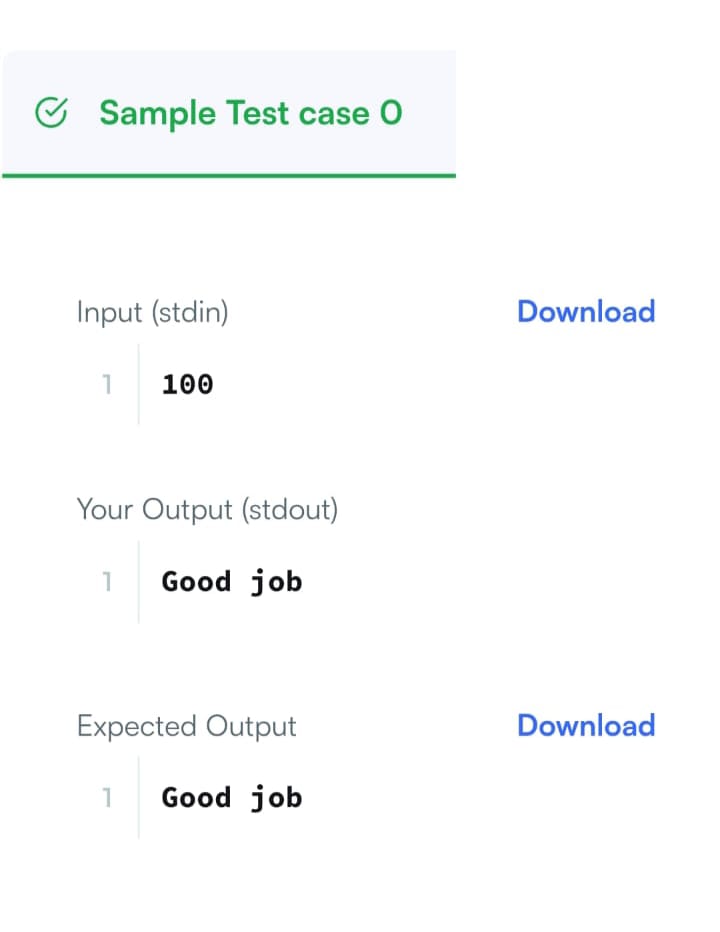 Sample Test case 0
Input (stdin) Download
1 100
Your Output (stdout)
1 Good job
Expected Output Download
1 Good job